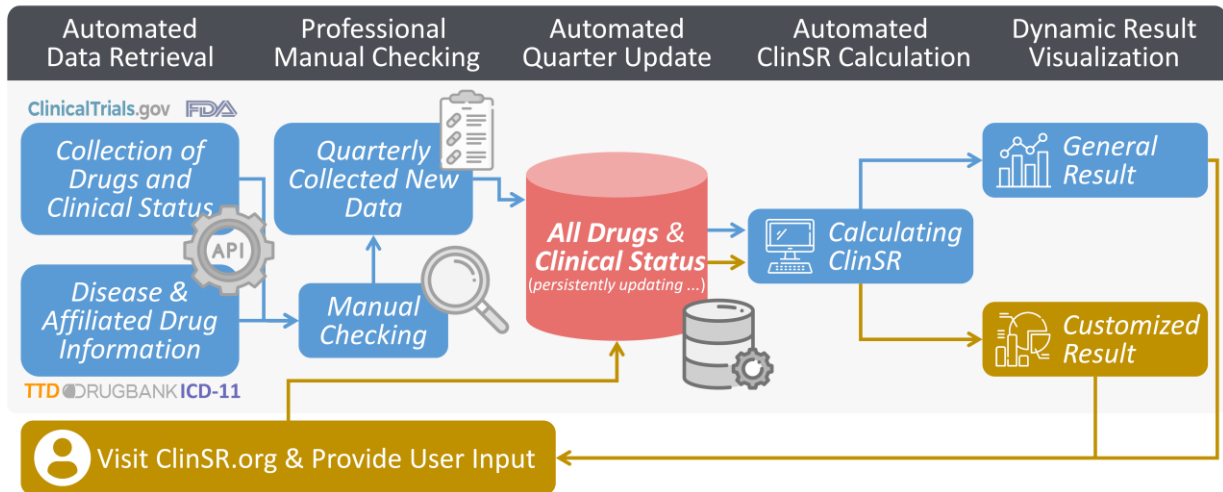 Automated
Data Retrieval
Professional
Manual Checking
Automated
Quarter Update
Automated
ClinSR Calculation
Dynamic Result
Visualization
ClinicalTrials.gov FDA
Collection of
Drugs and
Clinical Status
API
Disease &
Affiliated Drug
Information
TTD DRUGBANK ICD-11
Quarterly
Collected New
Data
Manual
Checking
All Drugs &
Clinical Status
(persistently updating ...)
Calculating
ClinSR
General
Result
Customized
Result
Visit ClinSR.org & Provide User Input